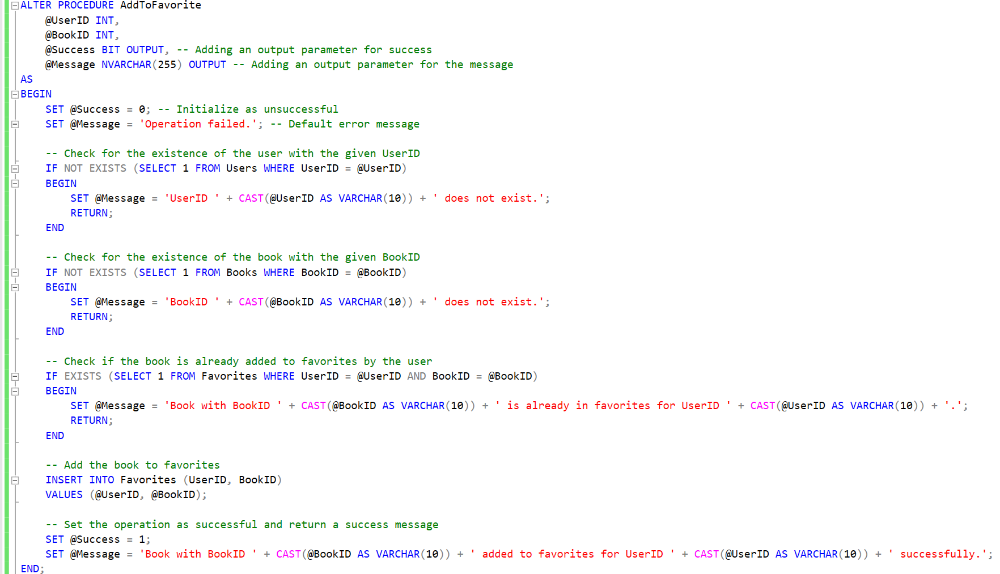 ALTER PROCEDURE AddToFavorite
    @UserID INT,
    @BookID INT,
    @Success BIT OUTPUT, -- Adding an output parameter for success
    @Message NVARCHAR(255) OUTPUT -- Adding an output parameter for the message
AS
BEGIN
    SET @Success = 0; -- Initialize as unsuccessful
    SET @Message = 'Operation failed.'; -- Default error message

    -- Check for the existence of the user with the given UserID
    IF NOT EXISTS (SELECT 1 FROM Users WHERE UserID = @UserID)
    BEGIN
        SET @Message = 'UserID ' + CAST(@UserID AS VARCHAR(10)) + ' does not exist.';
        RETURN;
    END

    -- Check for the existence of the book with the given BookID
    IF NOT EXISTS (SELECT 1 FROM Books WHERE BookID = @BookID)
    BEGIN
        SET @Message = 'BookID ' + CAST(@BookID AS VARCHAR(10)) + ' does not exist.';
        RETURN;
    END

    -- Check if the book is already added to favorites by the user
    IF EXISTS (SELECT 1 FROM Favorites WHERE UserID = @UserID AND BookID = @BookID)
    BEGIN
        SET @Message = 'Book with BookID ' + CAST(@BookID AS VARCHAR(10)) + ' is already in favorites for UserID ' + CAST(@UserID AS VARCHAR(10)) + '.';
        RETURN;
    END

    -- Add the book to favorites
    INSERT INTO Favorites (UserID, BookID)
    VALUES (@UserID, @BookID);

    -- Set the operation as successful and return a success message
    SET @Success = 1;
    SET @Message = 'Book with BookID ' + CAST(@BookID AS VARCHAR(10)) + ' added to favorites for UserID ' + CAST(@UserID AS VARCHAR(10)) + ' successfully.';
END;